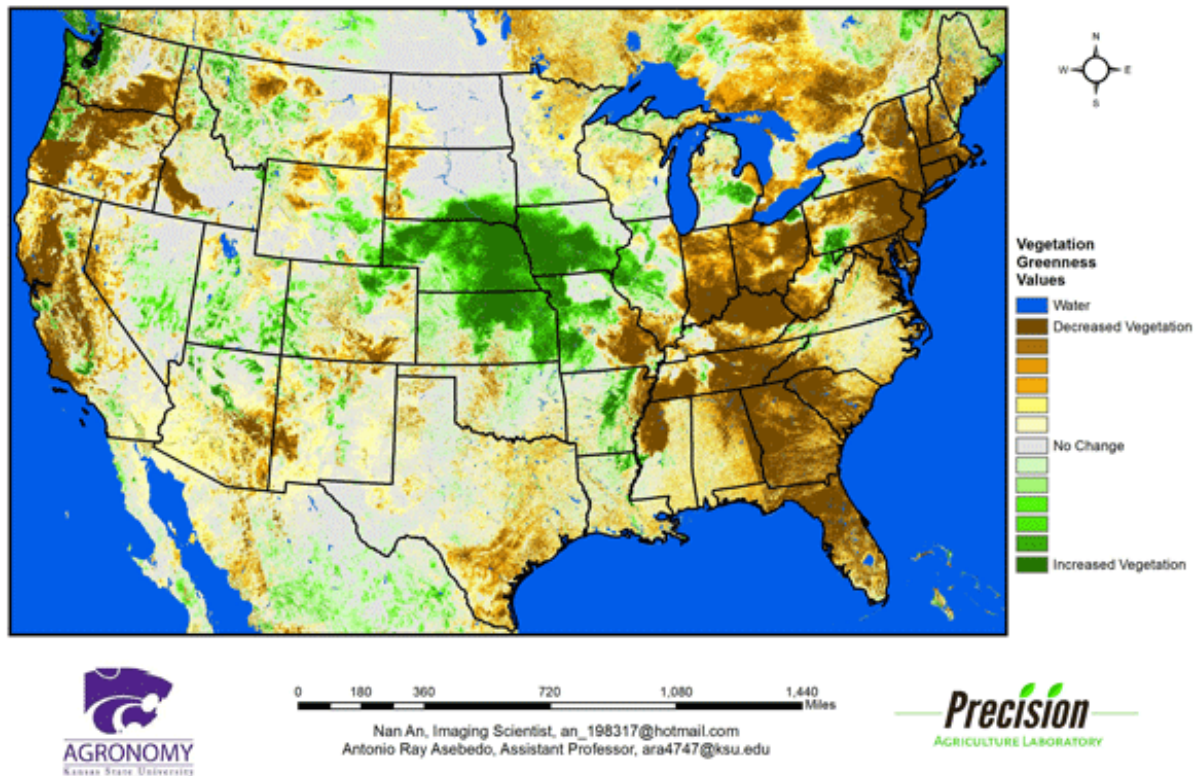 N
W E
S
Vegetation
Greenness
Values
Water
Decreased Vegetation
No Change
Increased Vegetation
0 180 360 720 1,080 1,440
Miles
Nan An, Imaging Scientist, an_198317@hotmail.com
Antonio Ray Asebedo, Assistant Professor, ara4747@ksu.edu
AGRONOMY
Kansas State University
Precision
AGRICULTURE LABORATORY